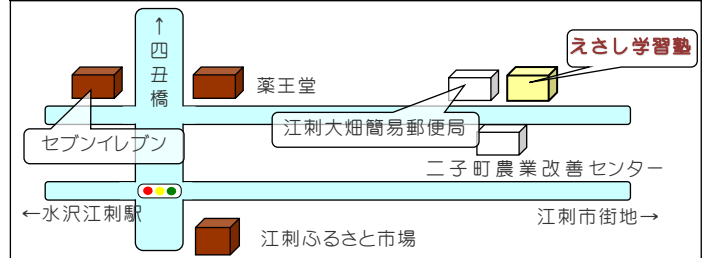 ↑四丑橋
えさし学習塾
薬王堂
江刺大畑簡易郵便局
セブンイレブン
二子町農業改善センター
←水沢江刺駅
江刺市街地→
江刺ふるさと市場